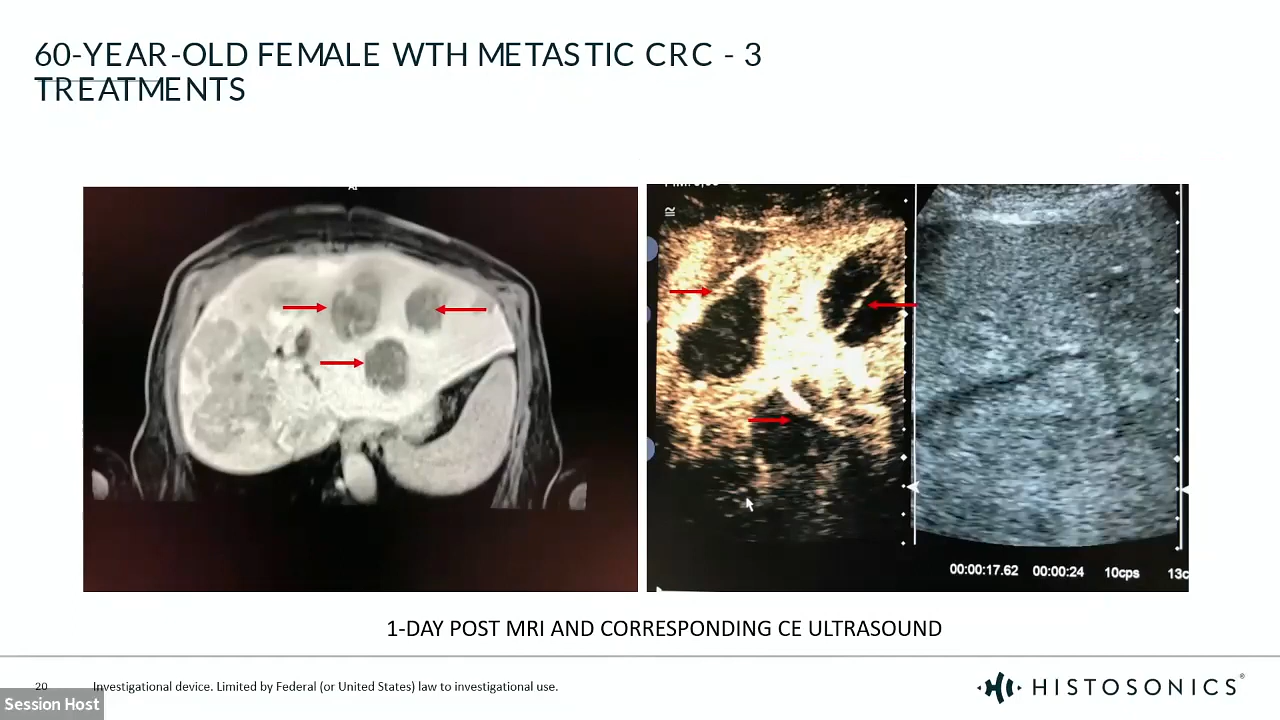 60-YEAR-OLD FEMALE WTH METASTIC CRC - 3
TREATMENTS
00:00:17.62 00:00:24 10cps 13c
1-DAY POST MRI AND CORRESPONDING CE ULTRASOUND
20 Investigational device. Limited by Federal (or United States) law to investigational use.
Session Host
HISTOSONICS®